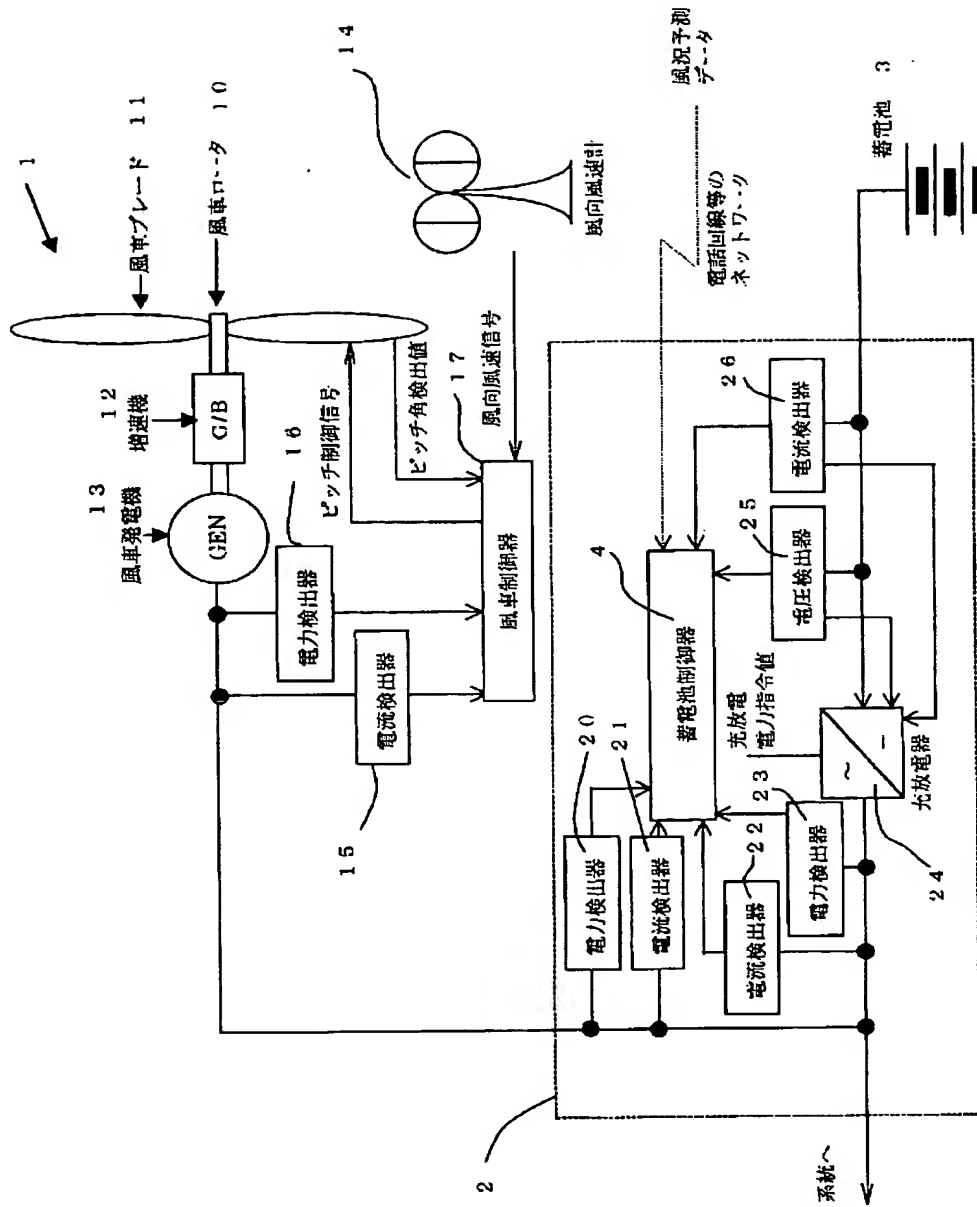 1
風車ブレード 11
風車ロータ 10
12
増速機
G/B
13
風車発電機
GEN
14
風向風速計
風向風速信号
ピッチ制御信号
ピッチ角検出値
16
電力検出器
17
風車制御器
電流検出器
15
風況予測
データ
電話回線等の
ネットワーク
蓄電池 3
26
電流検出器
25
電圧検出器
4
蓄電池制御器
充放電
電力指令値
20
電力検出器
21
電流検出器
22
電流検出器
23
電力検出器
～
－
充放電器
24
2
系統へ